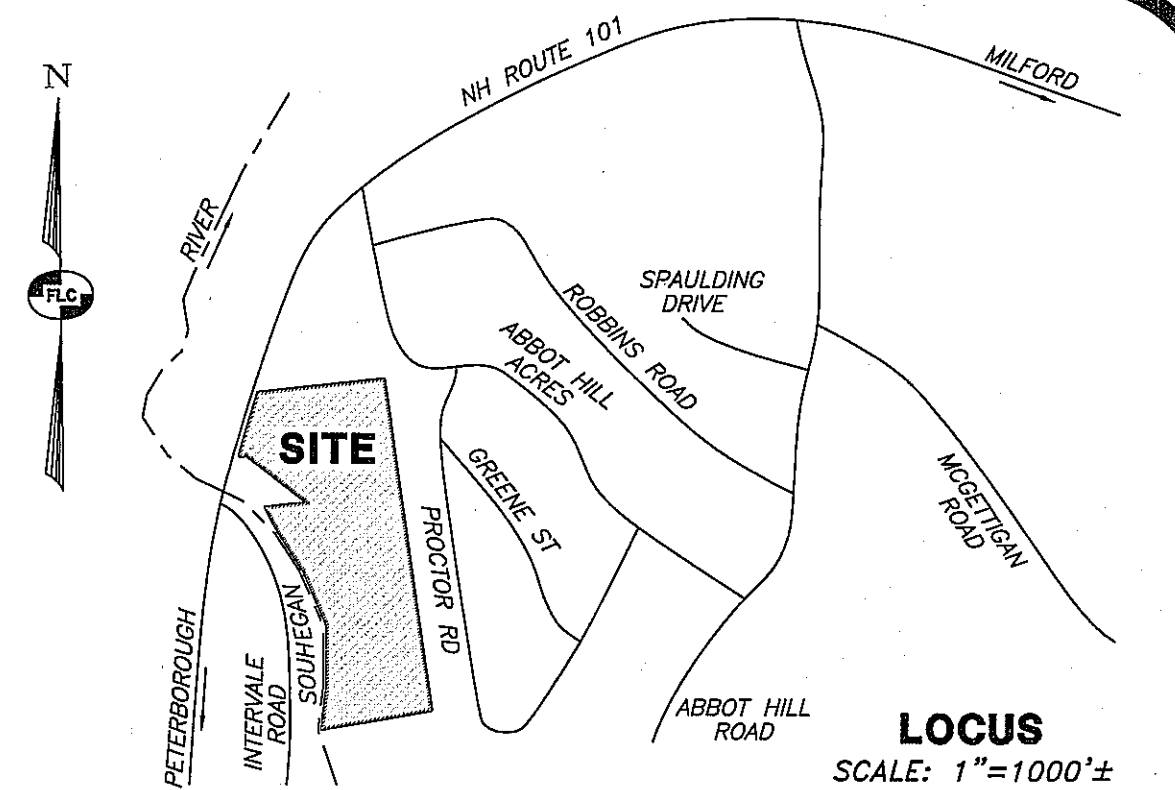 N
NH ROUTE 101
MILFORD
RIVER
FLC
SPAULDING
DRIVE
ROBBINS ROAD
ABBOT HILL
ACRES
SITE
GREENE ST
PROCTOR RD
MCGETTIGAN
ROAD
SOUHEGAN
INTERVALE
ROAD
PETERBOROUGH
ABBOT HILL
ROAD
LOCUS
SCALE: 1"=1000'±